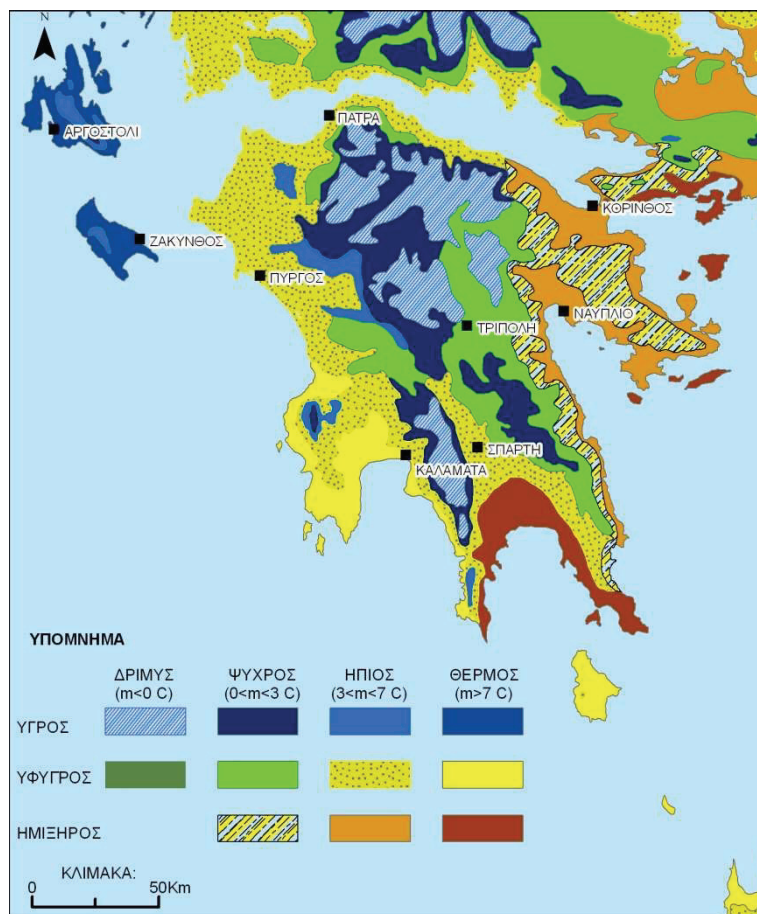 N
ΠΑΤΡΑ
ΑΡΓΟΣΤΟΛΙ
ΚΟΡΙΝΘΟΣ
ΖΑΚΥΝΘΟΣ
ΠΥΡΓΟΣ
ΝΑΥΠΛΙΟ
ΤΡΙΠΟΛΗ
ΣΠΑΡΤΗ
ΚΑΛΑΜΑΤΑ
ΥΠΟΜΝΗΜΑ
ΔΡΙΜΥΣ ΨΥΧΡΟΣ ΗΠΙΟΣ ΘΕΡΜΟΣ
(m<0 C) (0<m<3 C) (3<m<7 C) (m>7 C)
ΥΓΡΟΣ
ΥΦΥΓΡΟΣ
ΗΜΙΞΗΡΟΣ
ΚΛΙΜΑΚΑ:
0 50Km